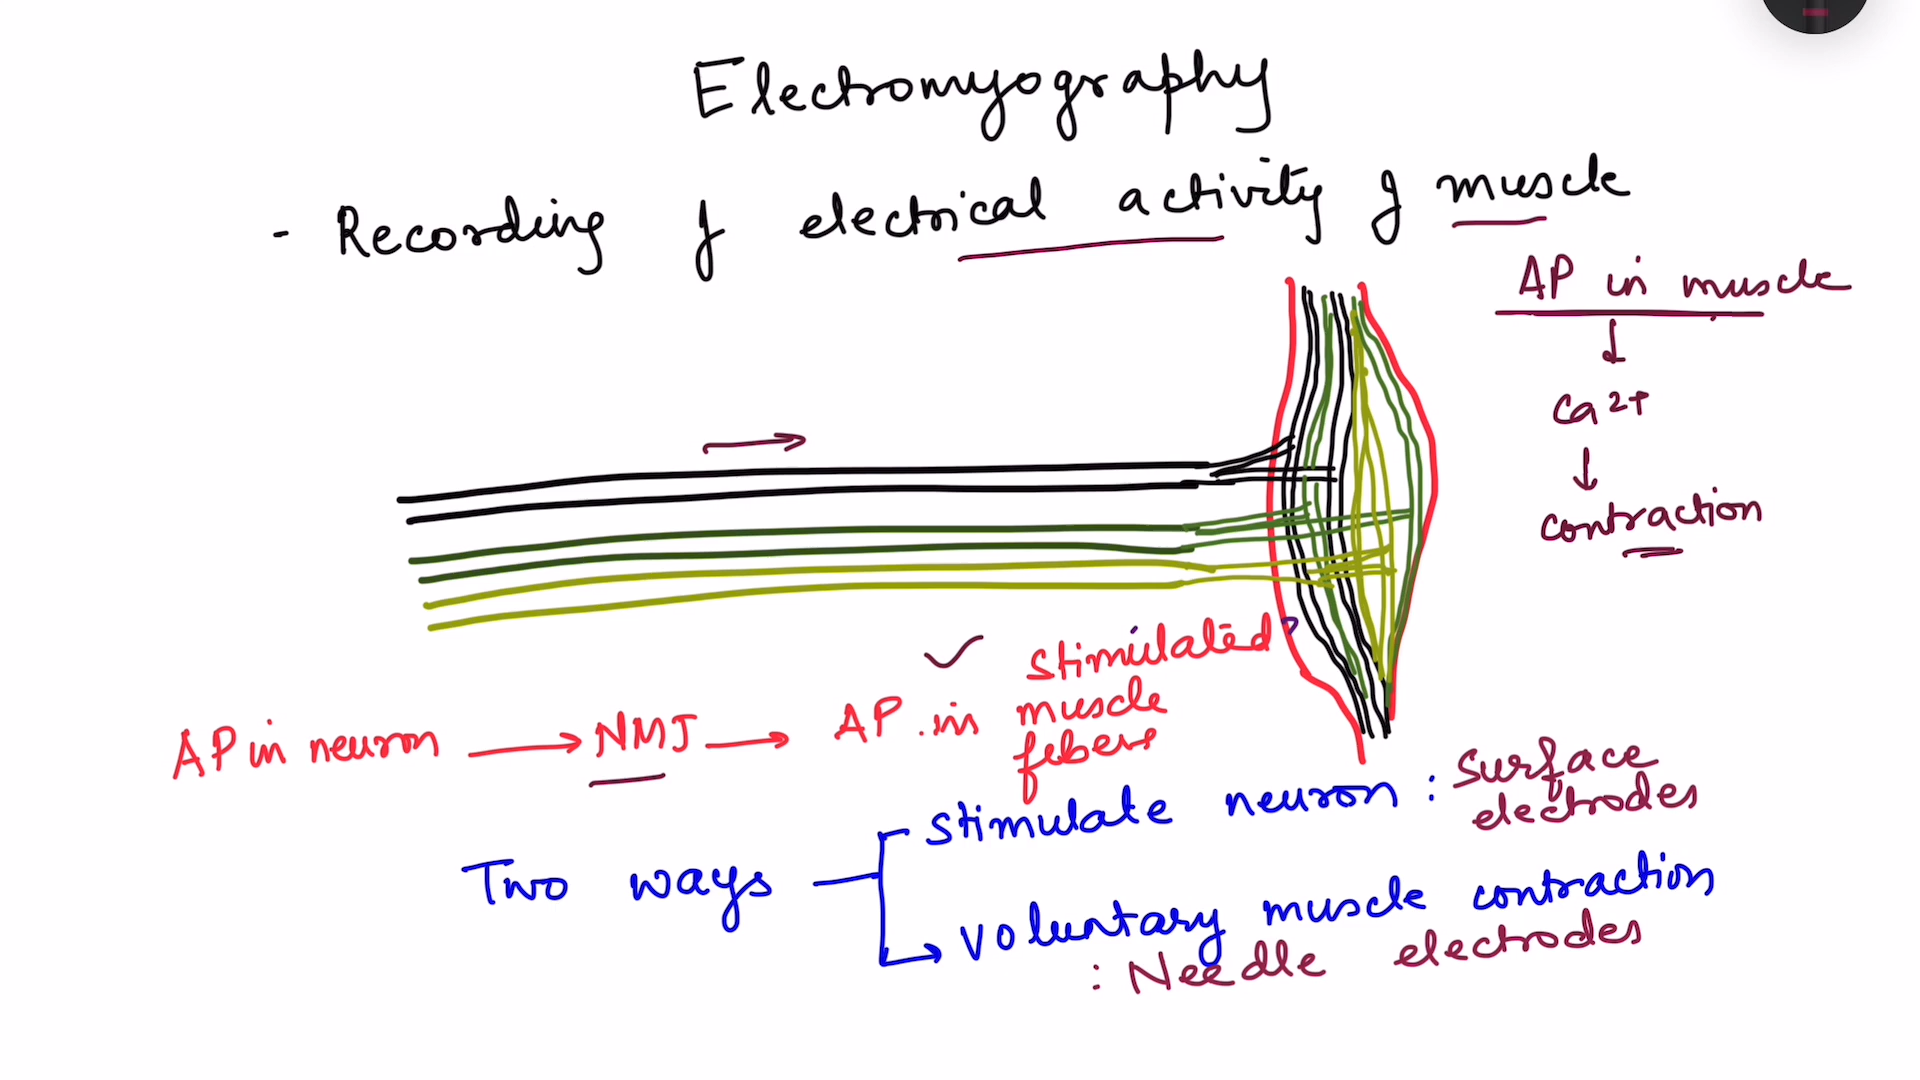 Electromyography
- Recording of electrical activity of muscle
AP in muscle
↓
Ca2+
↓
contraction
AP in neuron → NMJ → AP. in stimulated muscle fibers
Two ways
Stimulate neuron : Surface electrodes
→ Voluntary muscle contraction
: Needle electrodes